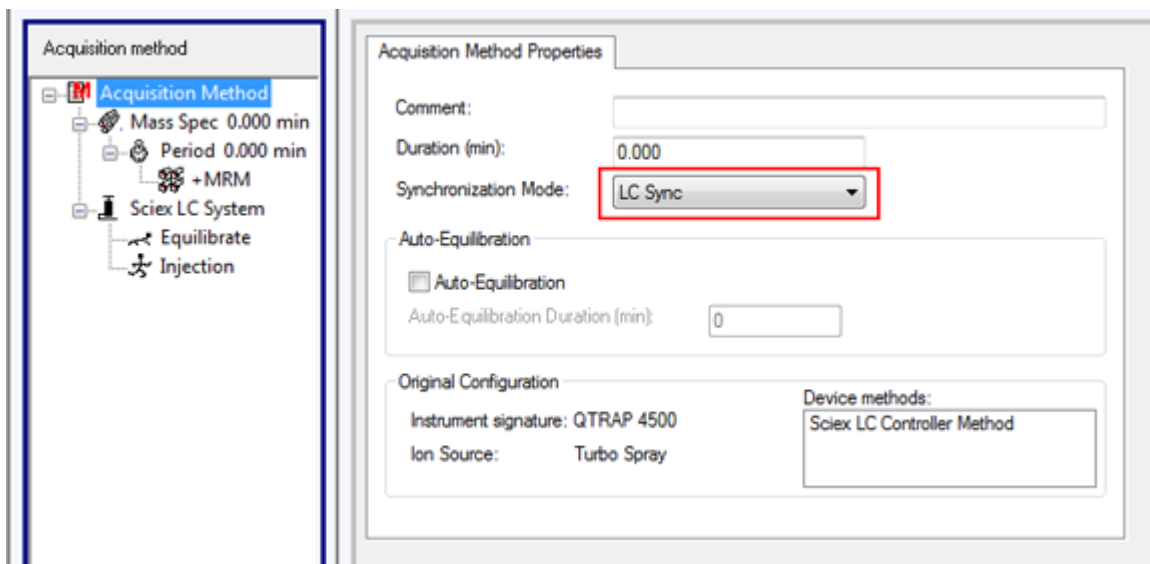 Acquisition method
Acquisition Method
Mass Spec 0.000 min
Period 0.000 min
+MRM
Sciex LC System
Equilibrate
Injection
Acquisition Method Properties
Comment:
Duration (min): 0.000
Synchronization Mode: LC Sync
Auto-Equilibration
Auto-Equilibration
Auto-Equilibration Duration (min): 0
Original Configuration
Instrument signature: QTRAP 4500
Ion Source: Turbo Spray
Device methods:
Sciex LC Controller Method